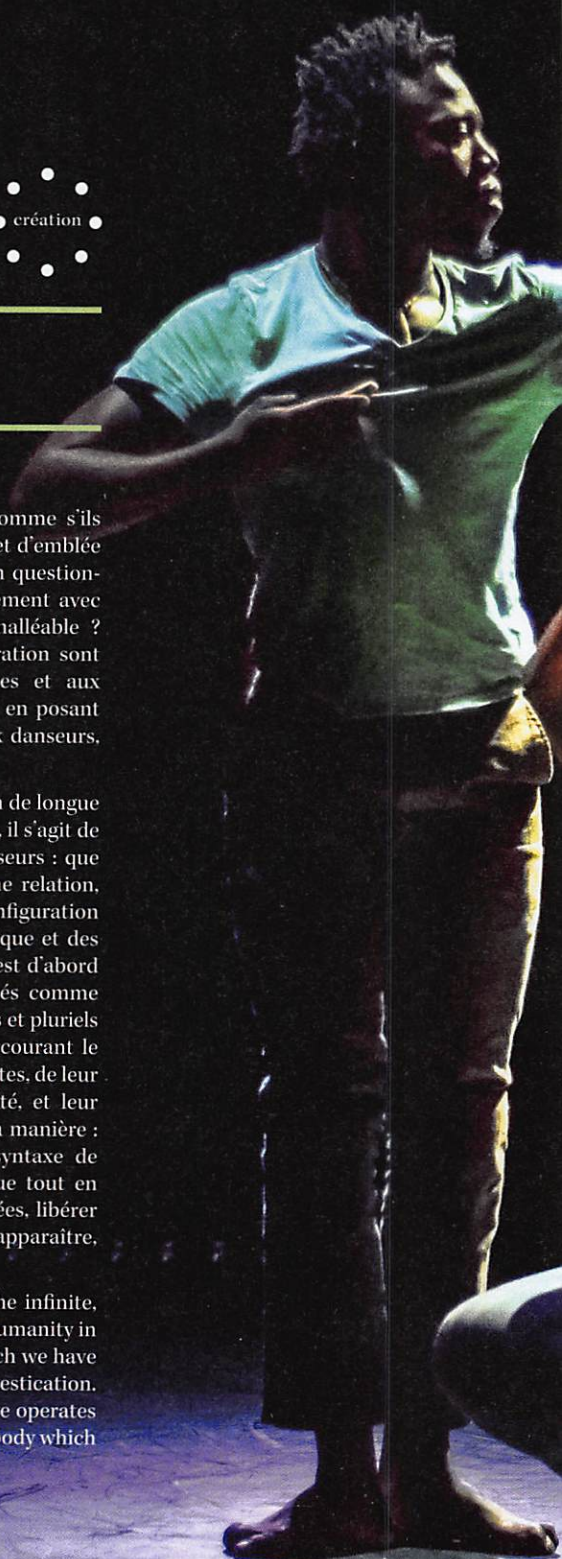 création
omme s'ils
et d'emblée
n question-
ement avec
nalléable ?
ration sont
es et aux
en posant
x danseurs,
n de longue
, il s'agit de
seurs : que
ne relation,
nfiguration
que et des
est d'abord
és comme
s et pluriels
courant le
tes, de leur
té, et leur
a manière :
syntaxe de
ue tout en
ées, libérer
apparaître,
ne infinite,
umanity in
ch we have
estication.
e operates
body which